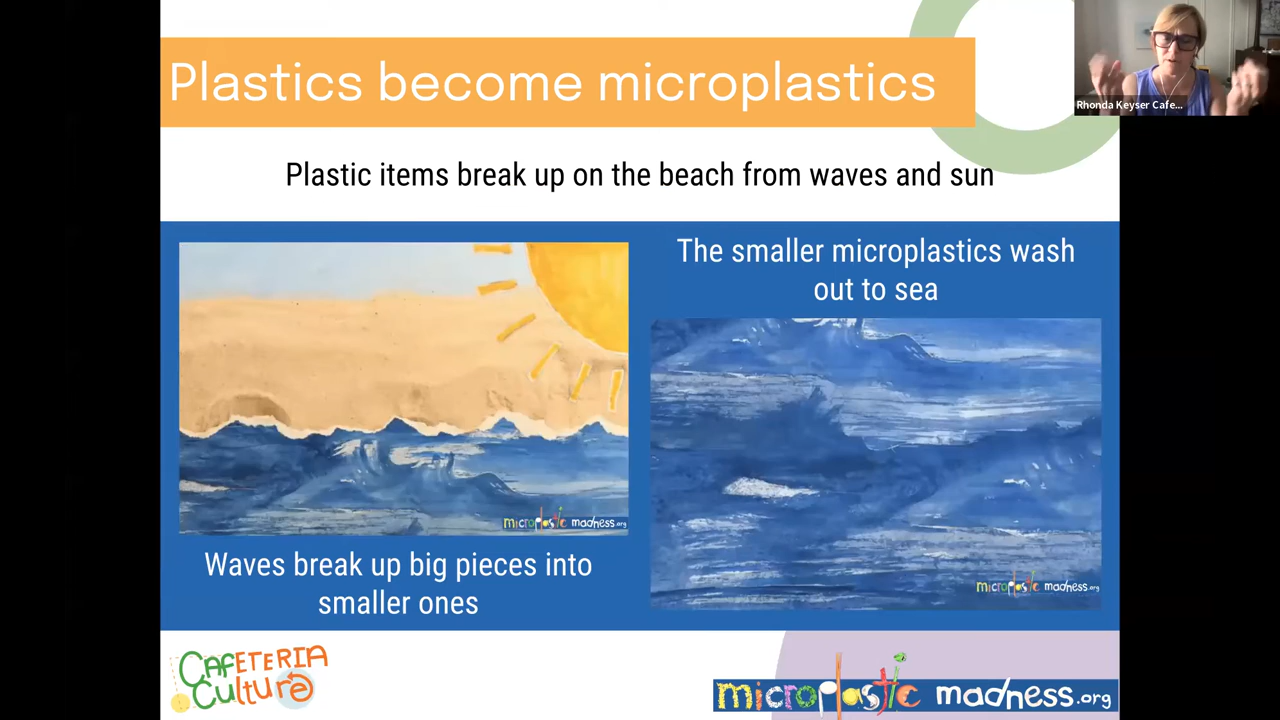 Plastics become microplastics
Rhonda Keyser Cafe...
Plastic items break up on the beach from waves and sun
The smaller microplastics wash
out to sea
microplastic madness.org
Waves break up big pieces into
smaller ones
microplastic madness.org
CAFETERIA
Culture
microplastic madness.org